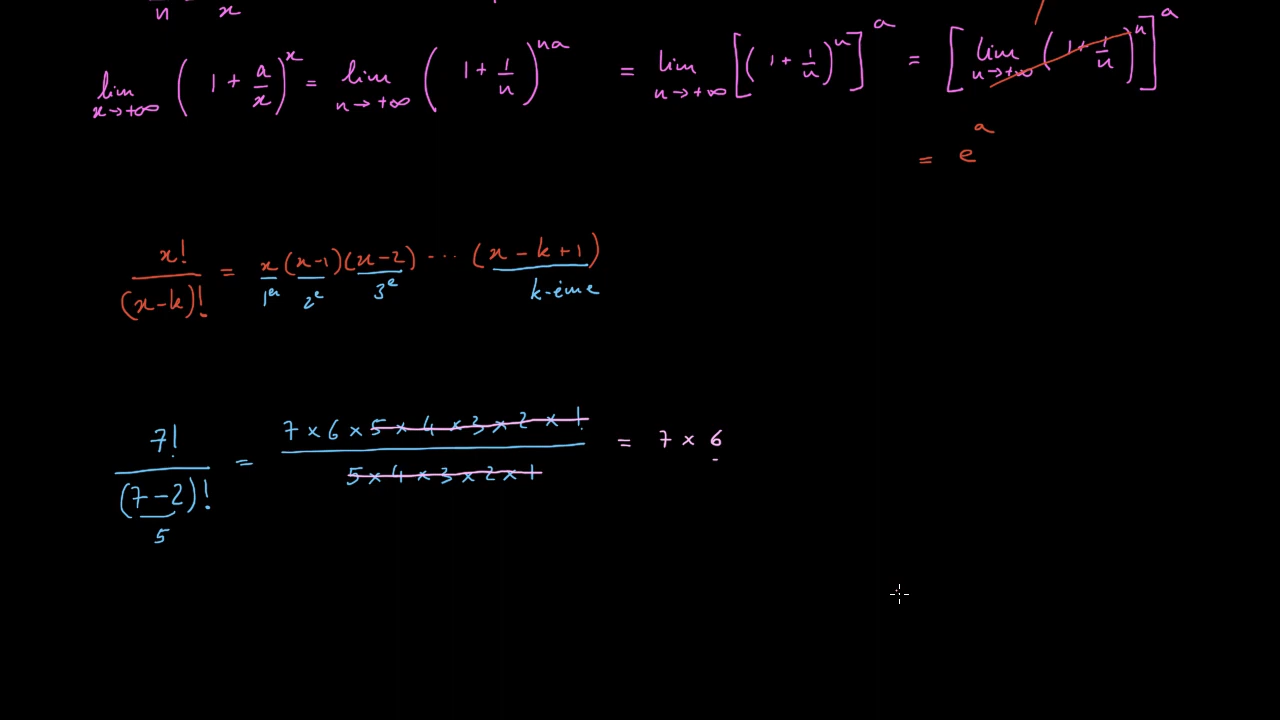 n x
lim x→+∞ ( 1 + a/x )^x = lim n→+∞ ( 1 + 1/n )^na = lim n→+∞ [ ( 1 + 1/n )^n ]^a = [ lim n→+∞ ( 1 + 1/n )^n ]^a
= e^a
x! / (x-k)! = x (x-1)(x-2) ··· (x-k+1)
1er 2e 3e k-ème
7! / (7-2)! = 7×6×5×4×3×2×1 / 5×4×3×2×1 = 7×6
5